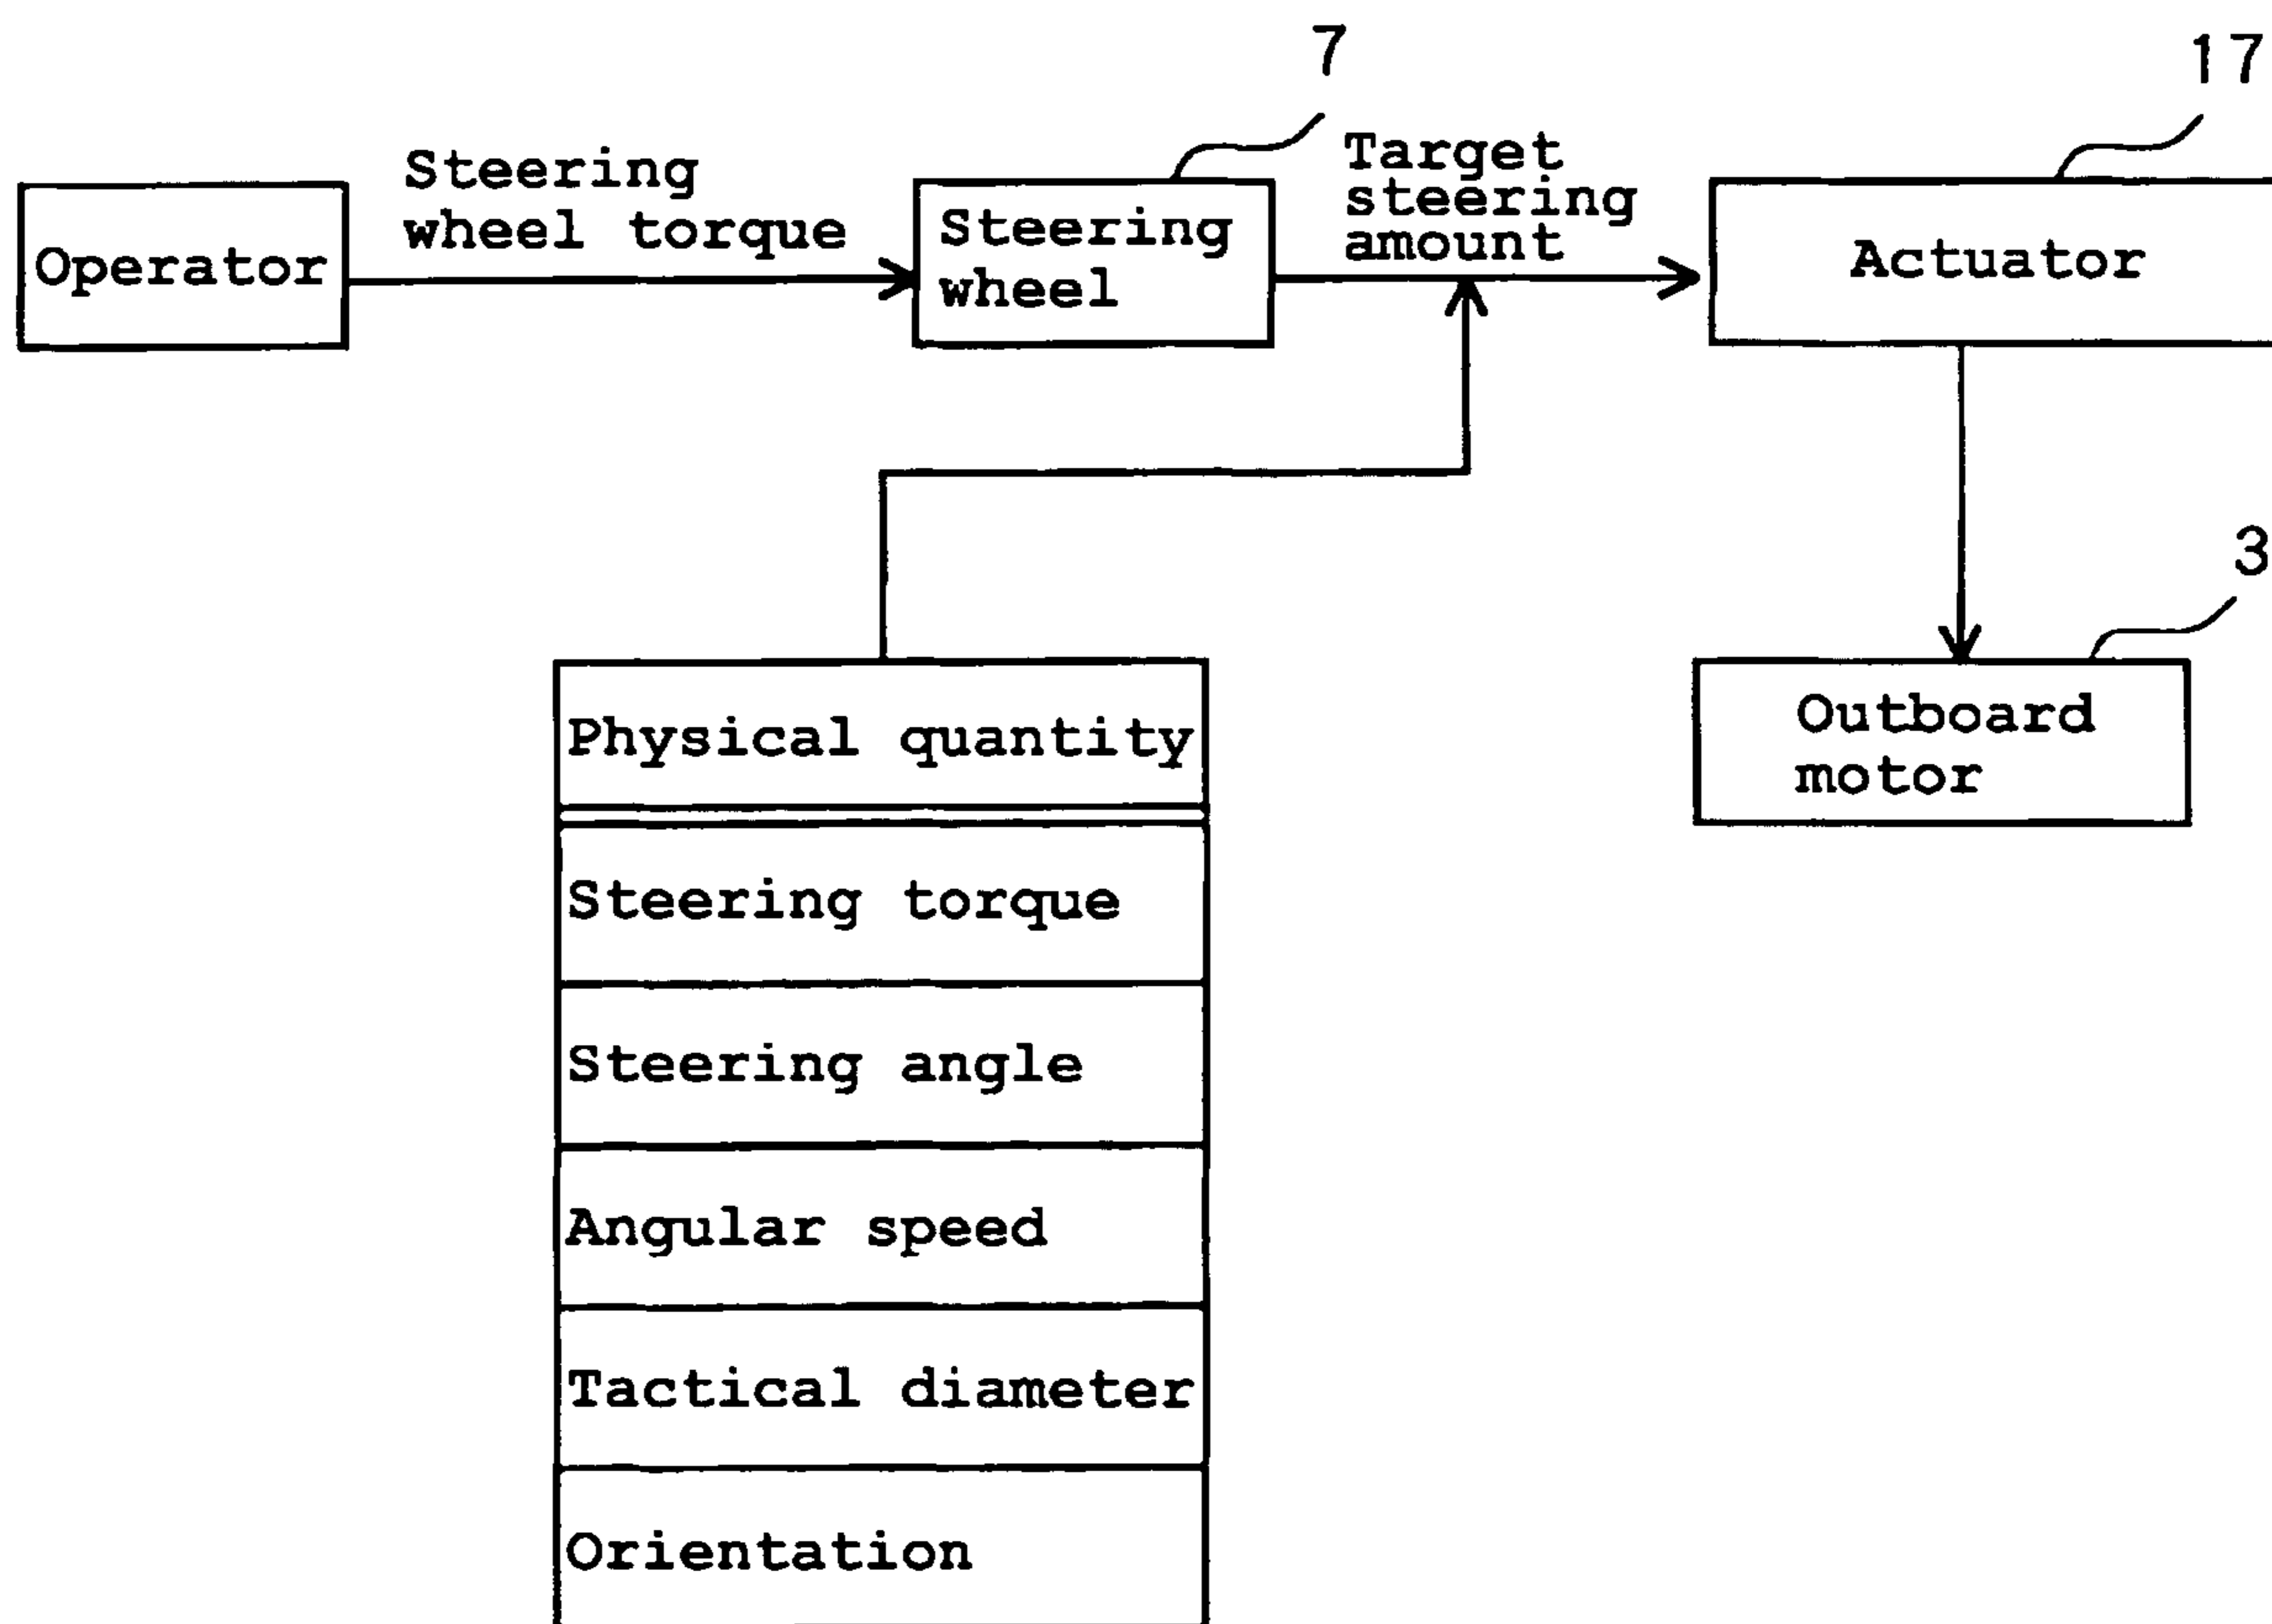 7
17
Operator
Steering
wheel torque
Steering
wheel
Target
steering
amount
Actuator
3
Outboard
motor
Physical quantity
Steering torque
Steering angle
Angular speed
Tactical diameter
Orientation